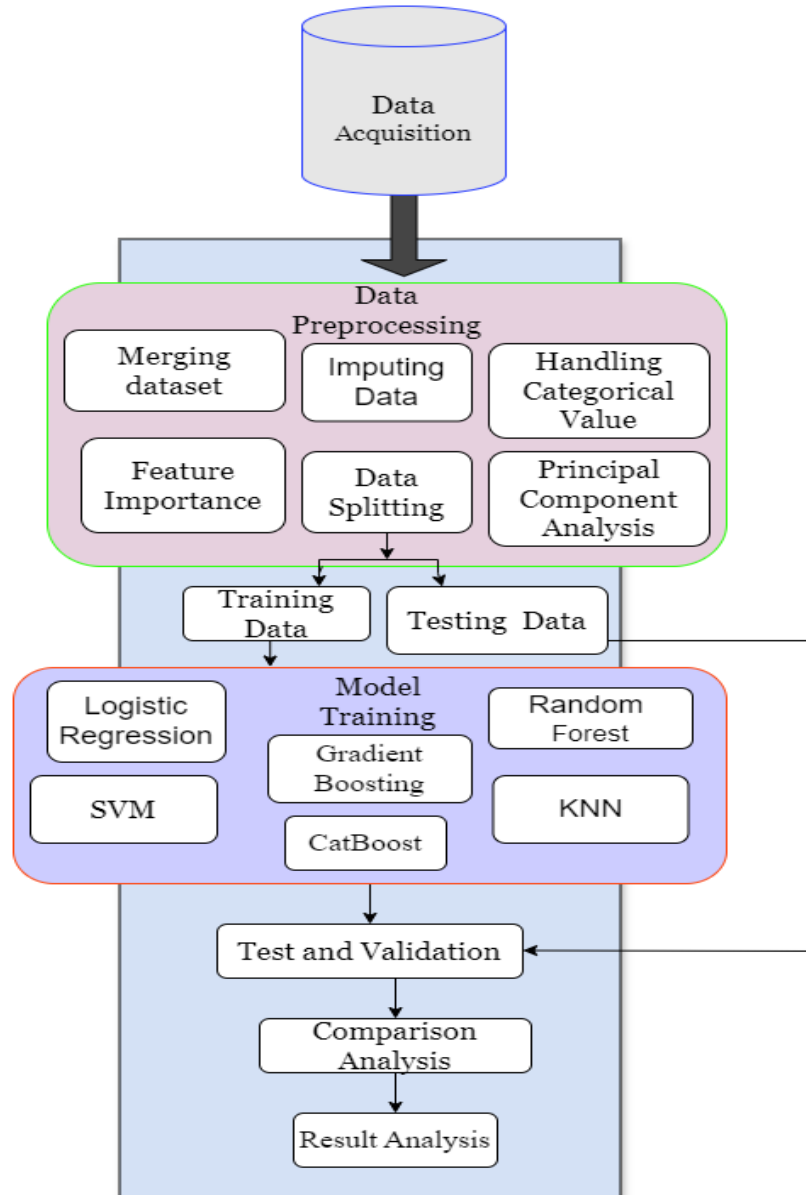 Data
Acquisition
Data
Preprocessing
Merging
dataset
Imputing
Data
Handling
Categorical
Value
Feature
Importance
Data
Splitting
Principal
Component
Analysis
Training
Data
Testing Data
Model
Training
Logistic
Regression
Gradient
Boosting
Random
Forest
SVM
CatBoost
KNN
Test and Validation
Comparison
Analysis
Result Analysis